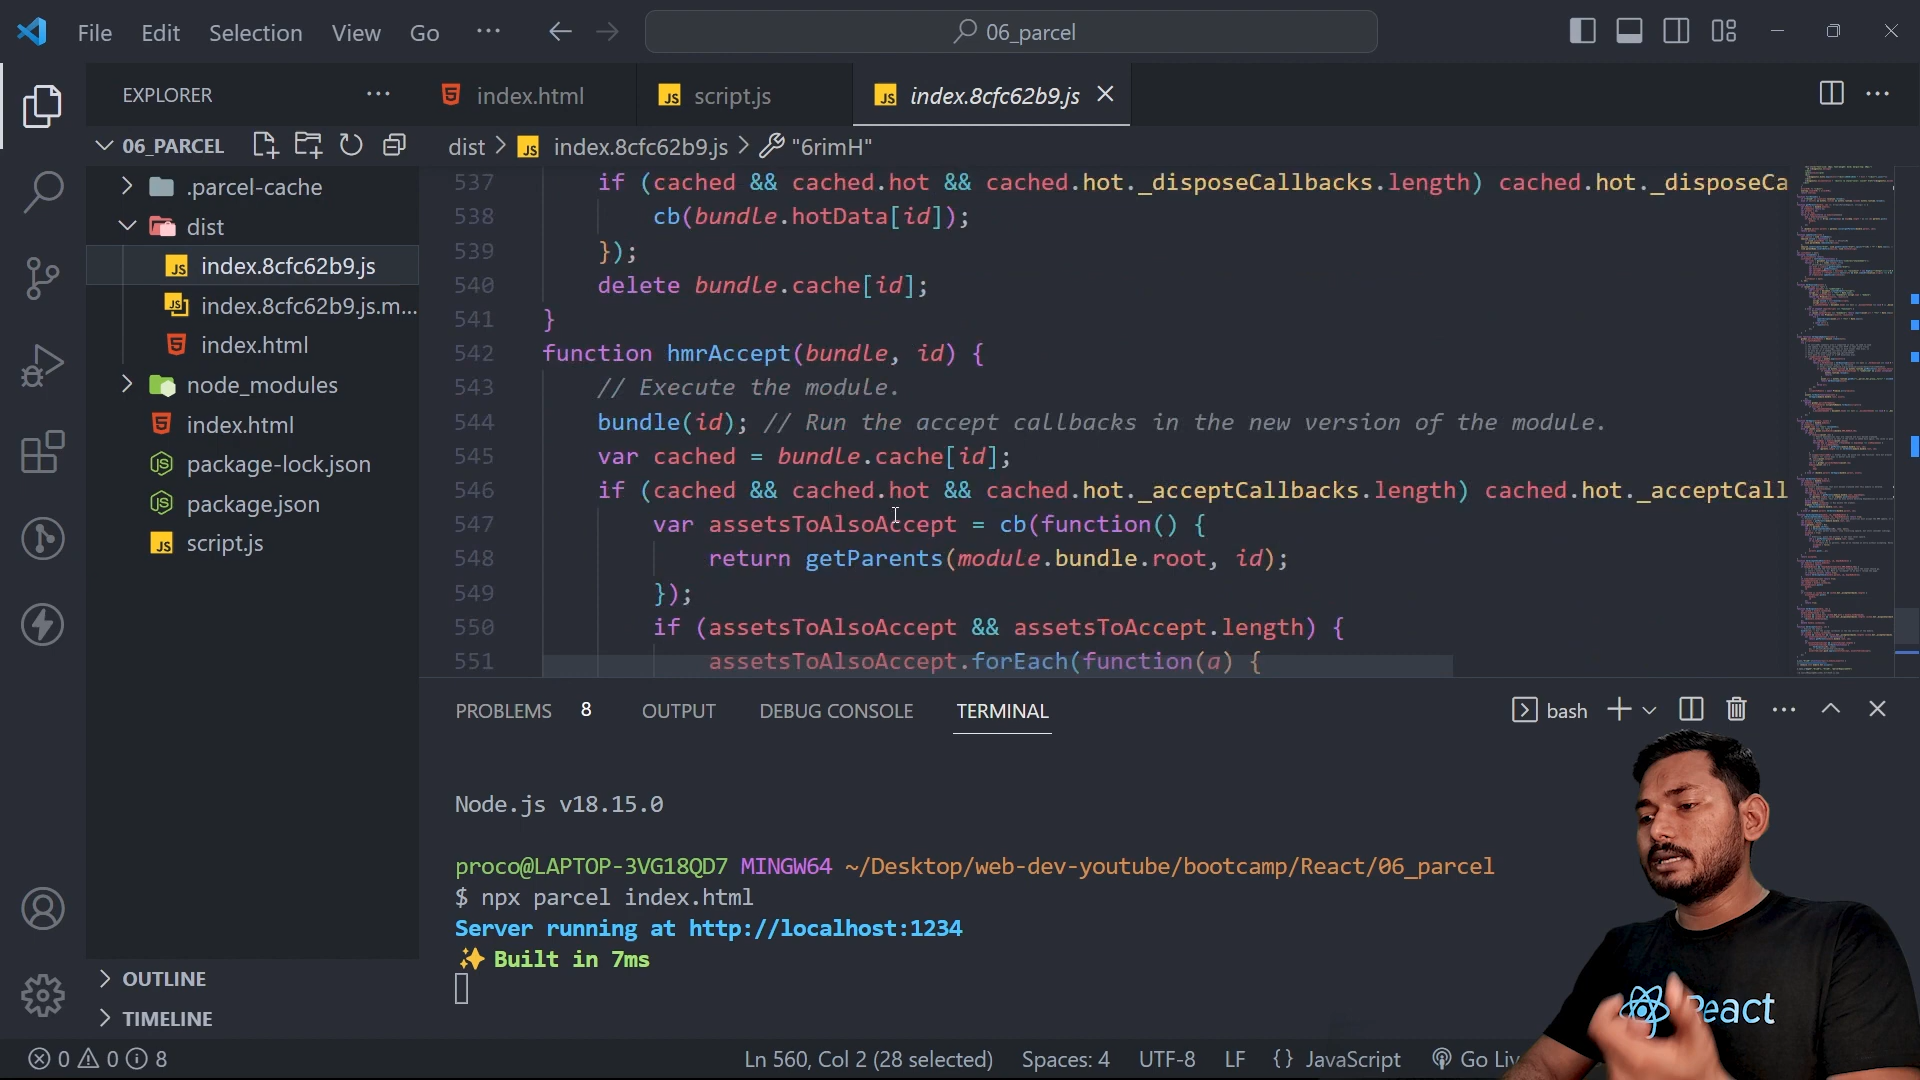 File Edit Selection View Go ··· 06_parcel
EXPLORER ···
index.html
script.js
index.8cfc62b9.js
06_PARCEL
dist > index.8cfc62b9.js > "6rimH"
.parcel-cache
dist
index.8cfc62b9.js
index.8cfc62b9.js.m...
index.html
node_modules
index.html
package-lock.json
package.json
script.js
OUTLINE
TIMELINE
537 if (cached && cached.hot && cached.hot._disposeCallbacks.length) cached.hot._disposeCa
538 cb(bundle.hotData[id]);
539 });
540 delete bundle.cache[id];
541 }
542 function hmrAccept(bundle, id) {
543 // Execute the module.
544 bundle(id); // Run the accept callbacks in the new version of the module.
545 var cached = bundle.cache[id];
546 if (cached && cached.hot && cached.hot._acceptCallbacks.length) cached.hot._acceptCall
547 var assetsToAlsoAccept = cb(function() {
548 return getParents(module.bundle.root, id);
549 });
550 if (assetsToAlsoAccept && assetsToAccept.length) {
551 assetsToAlsoAccept.forEach(function(a) {
PROBLEMS 8 OUTPUT DEBUG CONSOLE TERMINAL bash
Node.js v18.15.0
proco@LAPTOP-3VG18QD7 MINGW64 ~/Desktop/web-dev-youtube/bootcamp/React/06_parcel
$ npx parcel index.html
Server running at http://localhost:1234
✨ Built in 7ms
React
0 0 8 Ln 560, Col 2 (28 selected) Spaces: 4 UTF-8 LF {} JavaScript Go Liv